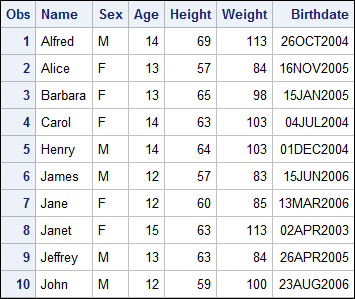 Obs Name Sex Age Height Weight Birthdate
1 Alfred M 14 69 113 26OCT2004
2 Alice F 13 57 84 16NOV2005
3 Barbara F 13 65 98 15JAN2005
4 Carol F 14 63 103 04JUL2004
5 Henry M 14 64 103 01DEC2004
6 James M 12 57 83 15JUN2006
7 Jane F 12 60 85 13MAR2006
8 Janet F 15 63 113 02APR2003
9 Jeffrey M 13 63 84 26APR2005
10 John M 12 59 100 23AUG2006